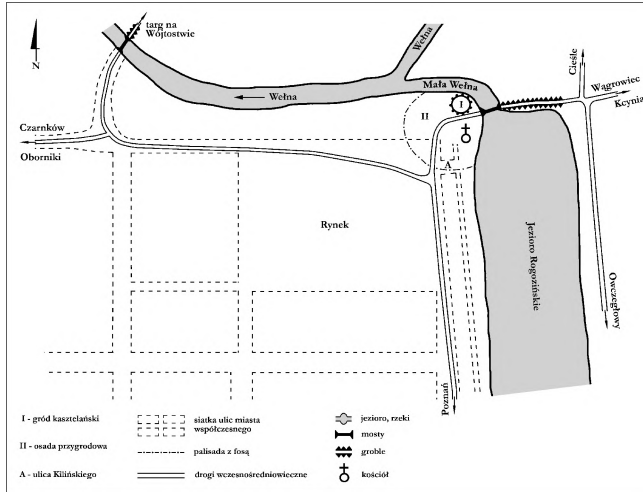 targ na
Wójtostwie
N
Wełna
Cieśle
Mała Wełna
Wągrowiec
Kcynia
Wełna
I
II
Czarnków
Oborniki
A
Rynek
Jezioro Rogozińskie
Owczegłowy
Poznań
I - gród kasztelański
II - osada przygrodowa
A - ulica Kilińskiego
siatka ulic miasta
współczesnego
palisada z fosą
drogi wczesnośredniowieczne
jezioro, rzeki
mosty
groble
kościół